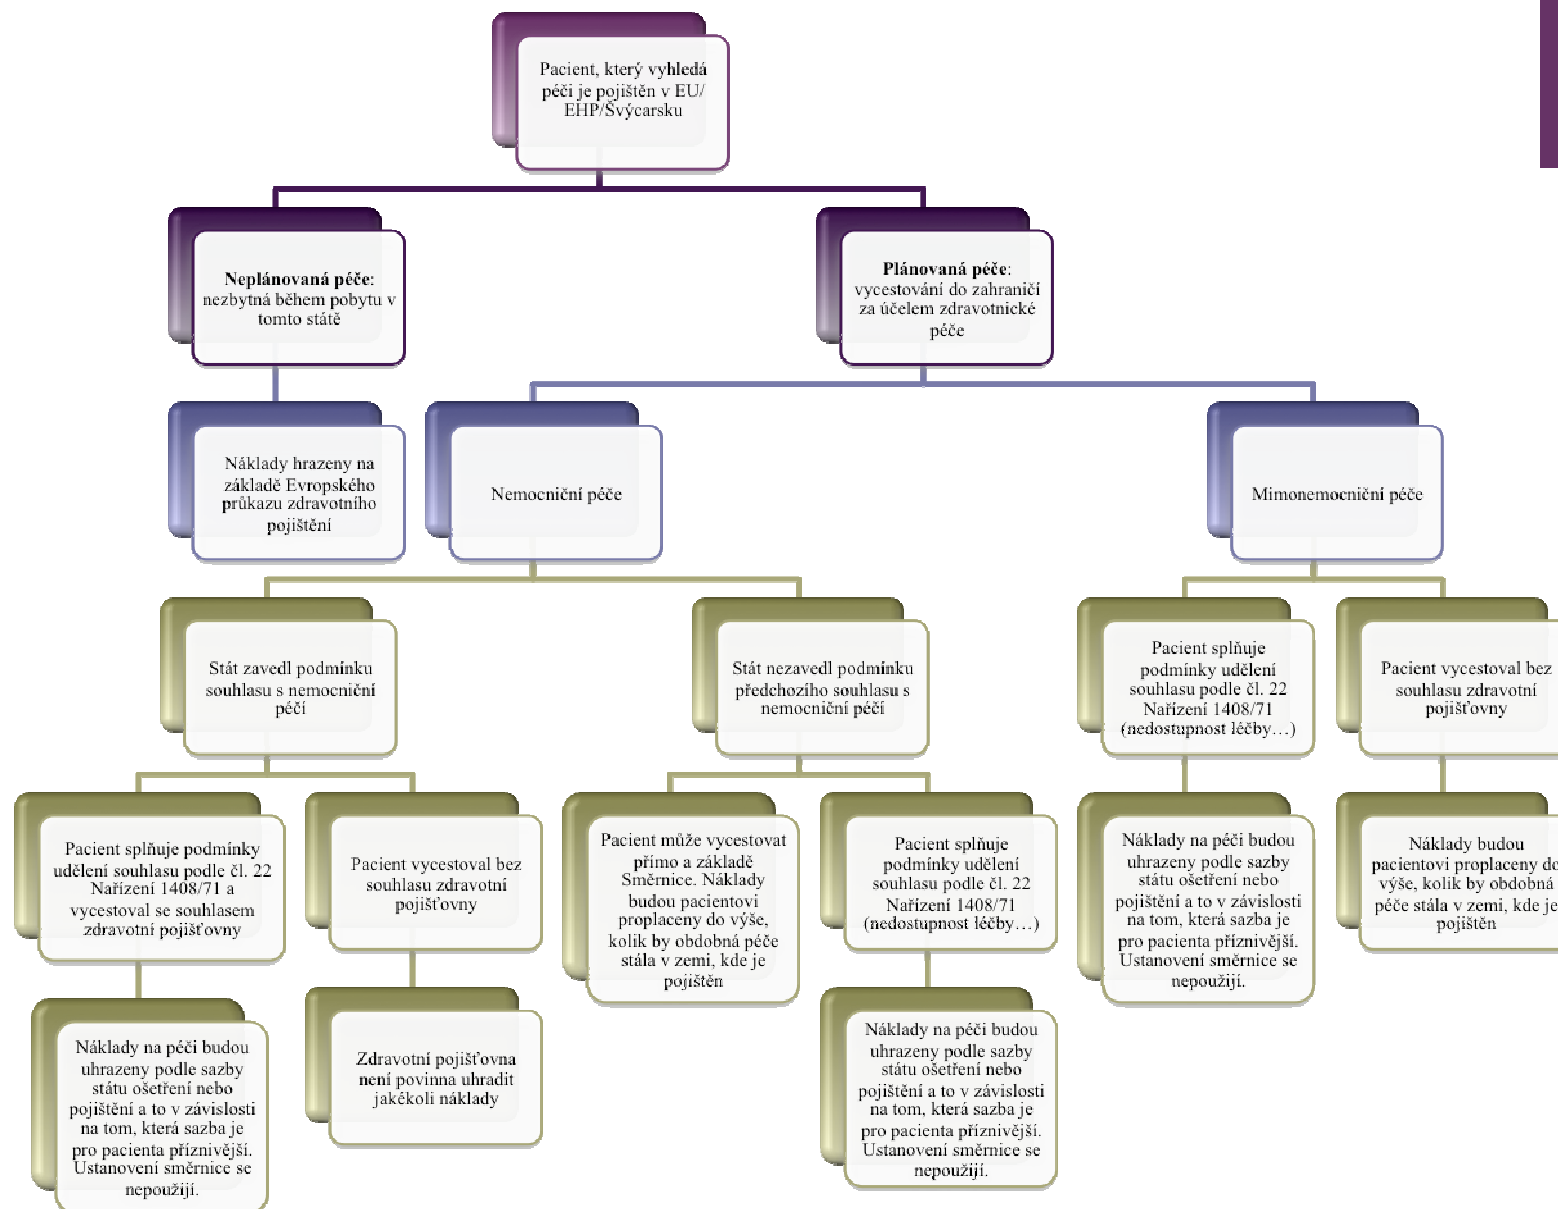 Pacient, který vyhledá
péči je pojištěn v EU/
EHP/Švýcarsku
Neplánovaná péče:
nezbytná během pobytu v
tomto státě
Plánovaná péče:
vycestování do zahraničí
za účelem zdravotnické
péče
Náklady hrazeny na
základě Evropského
průkazu zdravotního
pojištění
Nemocniční péče
Mimonemocniční péče
Stát zavedl podmínku
souhlasu s nemocniční
péčí
Stát nezavedl podmínku
předchozího souhlasu s
nemocniční péčí
Pacient splňuje
podmínky udělení
souhlasu podle čl. 22
Nařízení 1408/71
(nedostupnost léčby…)
Pacient vycestoval bez
souhlasu zdravotní
pojišťovny
Pacient splňuje podmínky
udělení souhlasu podle čl. 22
Nařízení 1408/71 a
vycestoval se souhlasem
zdravotní pojišťovny
Pacient vycestoval bez
souhlasu zdravotní
pojišťovny
Pacient může vycestovat
přímo a základě
Směrnice. Náklady
budou pacientovi
proplaceny do výše,
kolik by obdobná péče
stála v zemi, kde je
pojištěn
Pacient splňuje
podmínky udělení
souhlasu podle čl. 22
Nařízení 1408/71
(nedostupnost léčby…)
Náklady na péči budou
uhrazeny podle sazby
státu ošetření nebo
pojištění a to v závislosti
na tom, která sazba je
pro pacienta příznivější.
Ustanovení směrnice se
nepoužijí.
Náklady budou
pacientovi proplaceny do
výše, kolik by obdobná
péče stála v zemi, kde je
pojištěn
Náklady na péči budou
uhrazeny podle sazby
státu ošetření nebo
pojištění a to v závislosti
na tom, která sazba je
pro pacienta příznivější.
Ustanovení směrnice se
nepoužijí.
Zdravotní pojišťovna
není povinna uhradit
jakékoli náklady
Náklady na péči budou
uhrazeny podle sazby
státu ošetření nebo
pojištění a to v závislosti
na tom, která sazba je
pro pacienta příznivější.
Ustanovení směrnice se
nepoužijí.